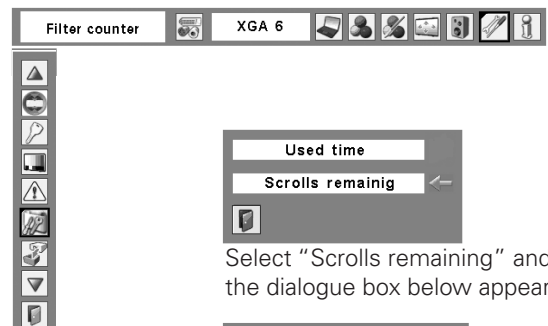 Filter counter XGA 6
Used time
Scrolls remainig
Select “Scrolls remaining” and
the dialogue box below appear